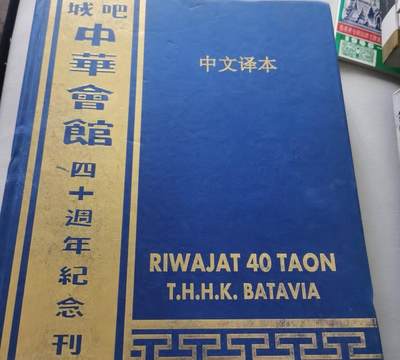 吧城
中華會館
四十週年紀念刊
中文译本
RIWAJAT 40 TAON
T.H.H.K. BATAVIA